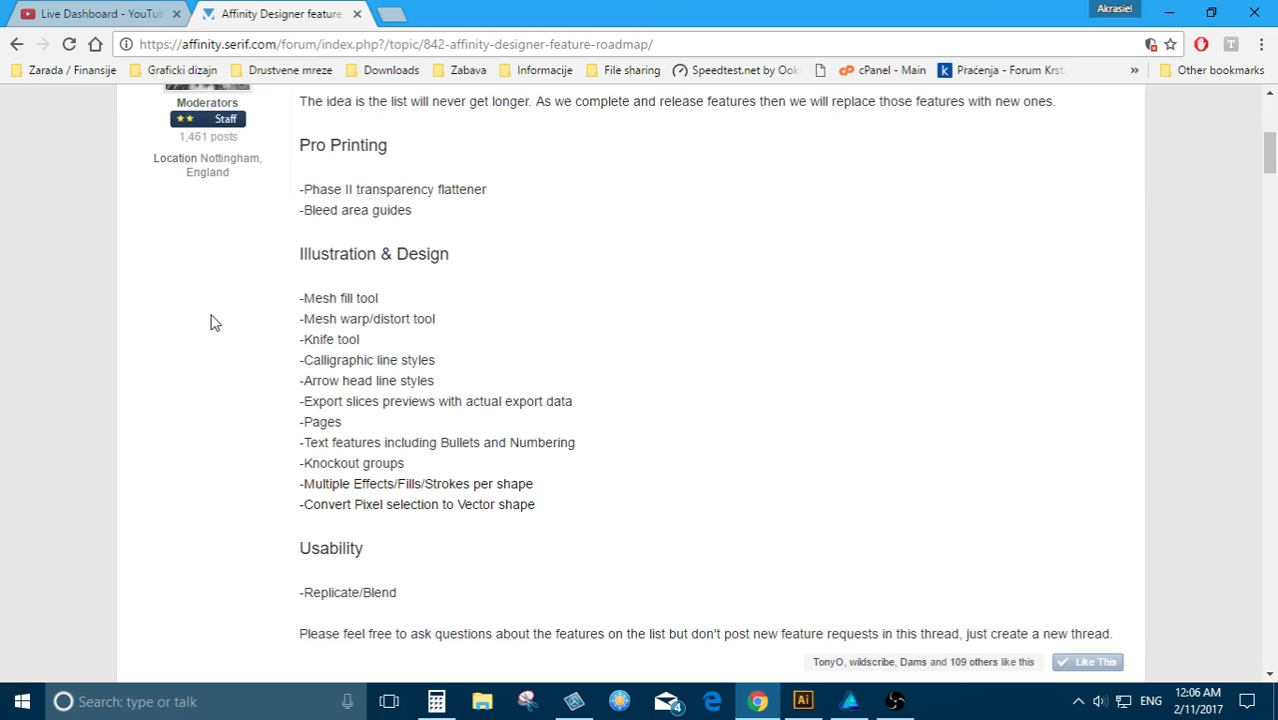 Live Dashboard - YouTu
Affinity Designer feature
Akrasiel
https://affinity.serif.com/forum/index.php?/topic/842-affinity-designer-feature-roadmap/
Zarada / Finansije
Graficki dizajn
Drustvene mreze
Downloads
Zabava
Informacije
File sharing
Speedtest.net by Ook
cPanel - Main
Praćenja - Forum Krst
»
Other bookmarks
Moderators
Staff
1,461 posts
Location Nottingham,
England
The idea is the list will never get longer. As we complete and release features then we will replace those features with new ones.
Pro Printing
-Phase II transparency flattener
-Bleed area guides
Illustration & Design
-Mesh fill tool
-Mesh warp/distort tool
-Knife tool
-Calligraphic line styles
-Arrow head line styles
-Export slices previews with actual export data
-Pages
-Text features including Bullets and Numbering
-Knockout groups
-Multiple Effects/Fills/Strokes per shape
-Convert Pixel selection to Vector shape
Usability
-Replicate/Blend
Please feel free to ask questions about the features on the list but don't post new feature requests in this thread, just create a new thread.
TonyO, wildscribe, Dams and 109 others like this
Like This
Search: type or talk
4
Ai
ENG
12:06 AM
2/11/2017